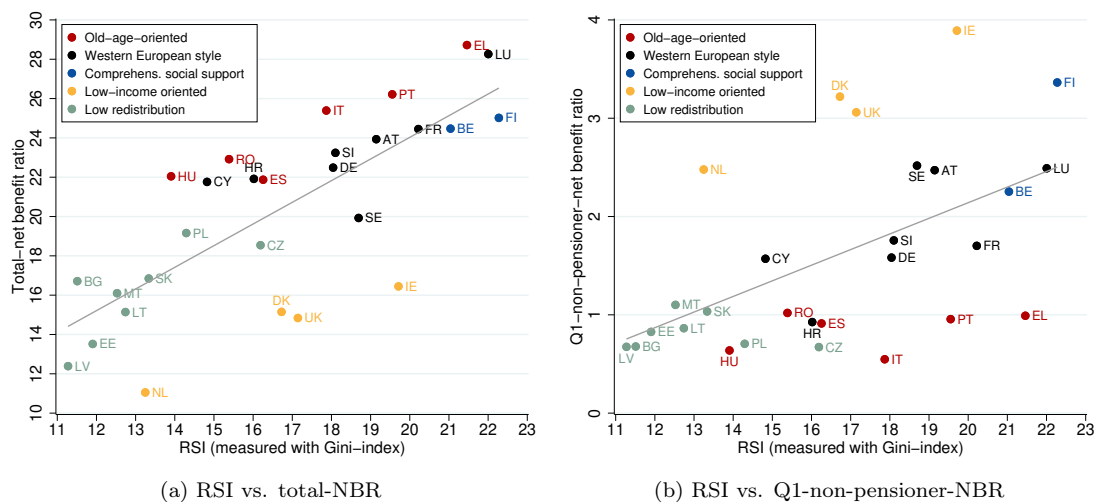 Total−net benefit ratio
30
28
26
24
22
20
18
16
14
12
10
Old−age−oriented
Western European style
Comprehens. social support
Low−income oriented
Low redistribution
EL
LU
PT
IT
FR
BE
FI
AT
SI
DE
RO
HR
HU
CY
ES
SE
PL
CZ
BG
SK
MT
LT
IE
DK
UK
EE
LV
NL
11 12 13 14 15 16 17 18 19 20 21 22 23
RSI (measured with Gini−index)
(a) RSI vs. total-NBR
Q1−non−pensioner−net benefit ratio
4
3
2
1
0
Old−age−oriented
Western European style
Comprehens. social support
Low−income oriented
Low redistribution
IE
FI
DK
UK
NL
SE
AT
LU
BE
SI
FR
CY
DE
MT
SK
RO
ES
HR
PT
EL
EE
LT
LV
BG
HU
PL
CZ
IT
11 12 13 14 15 16 17 18 19 20 21 22 23
RSI (measured with Gini−index)
(b) RSI vs. Q1-non-pensioner-NBR